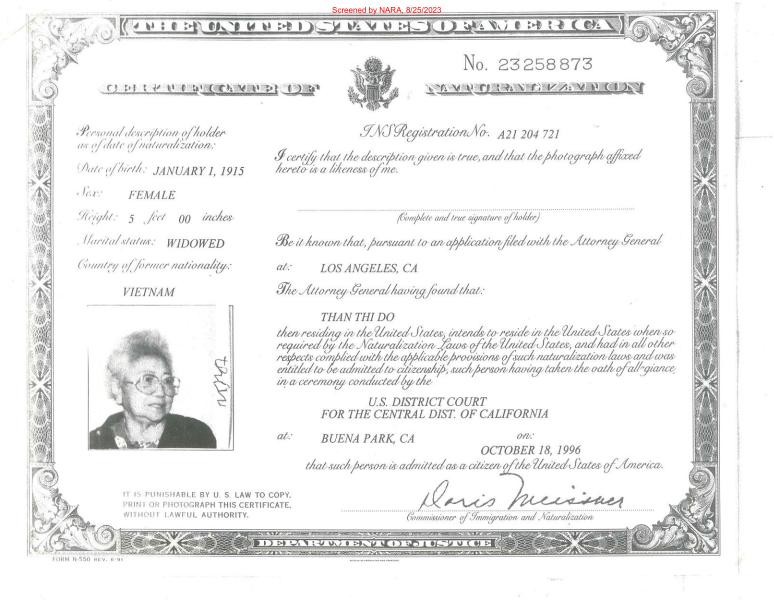 Screened by NARA, 8/25/2023
THE UNITED STATES OF AMERICA
No. 23258873
CERTIFICATE OF NATURALIZATION
Personal description of holder
as of date of naturalization:
Date of birth: JANUARY 1, 1915
Sex: FEMALE
Height: 5 feet 00 inches
Marital status: WIDOWED
Country of former nationality:
VIETNAM
INS Registration No. A21 204 721
I certify that the description given is true, and that the photograph affixed
hereto is a likeness of me.
(Complete and true signature of holder)
Be it known that, pursuant to an application filed with the Attorney General
at: LOS ANGELES, CA
The Attorney General having found that:
THAN THI DO
then residing in the United States, intends to reside in the United States when so
required by the Naturalization Laws of the United States, and had in all other
respects complied with the applicable provisions of such naturalization laws and was
entitled to be admitted to citizenship, such person having taken the oath of allegiance
in a ceremony conducted by the
U.S. DISTRICT COURT
FOR THE CENTRAL DIST. OF CALIFORNIA
at: BUENA PARK, CA on:
OCTOBER 18, 1996
that such person is admitted as a citizen of the United States of America.
Doris Meissner
Commissioner of Immigration and Naturalization
IT IS PUNISHABLE BY U. S. LAW TO COPY,
PRINT OR PHOTOGRAPH THIS CERTIFICATE,
WITHOUT LAWFUL AUTHORITY.
DEPARTMENT OF JUSTICE
FORM N-550 REV. 6-91